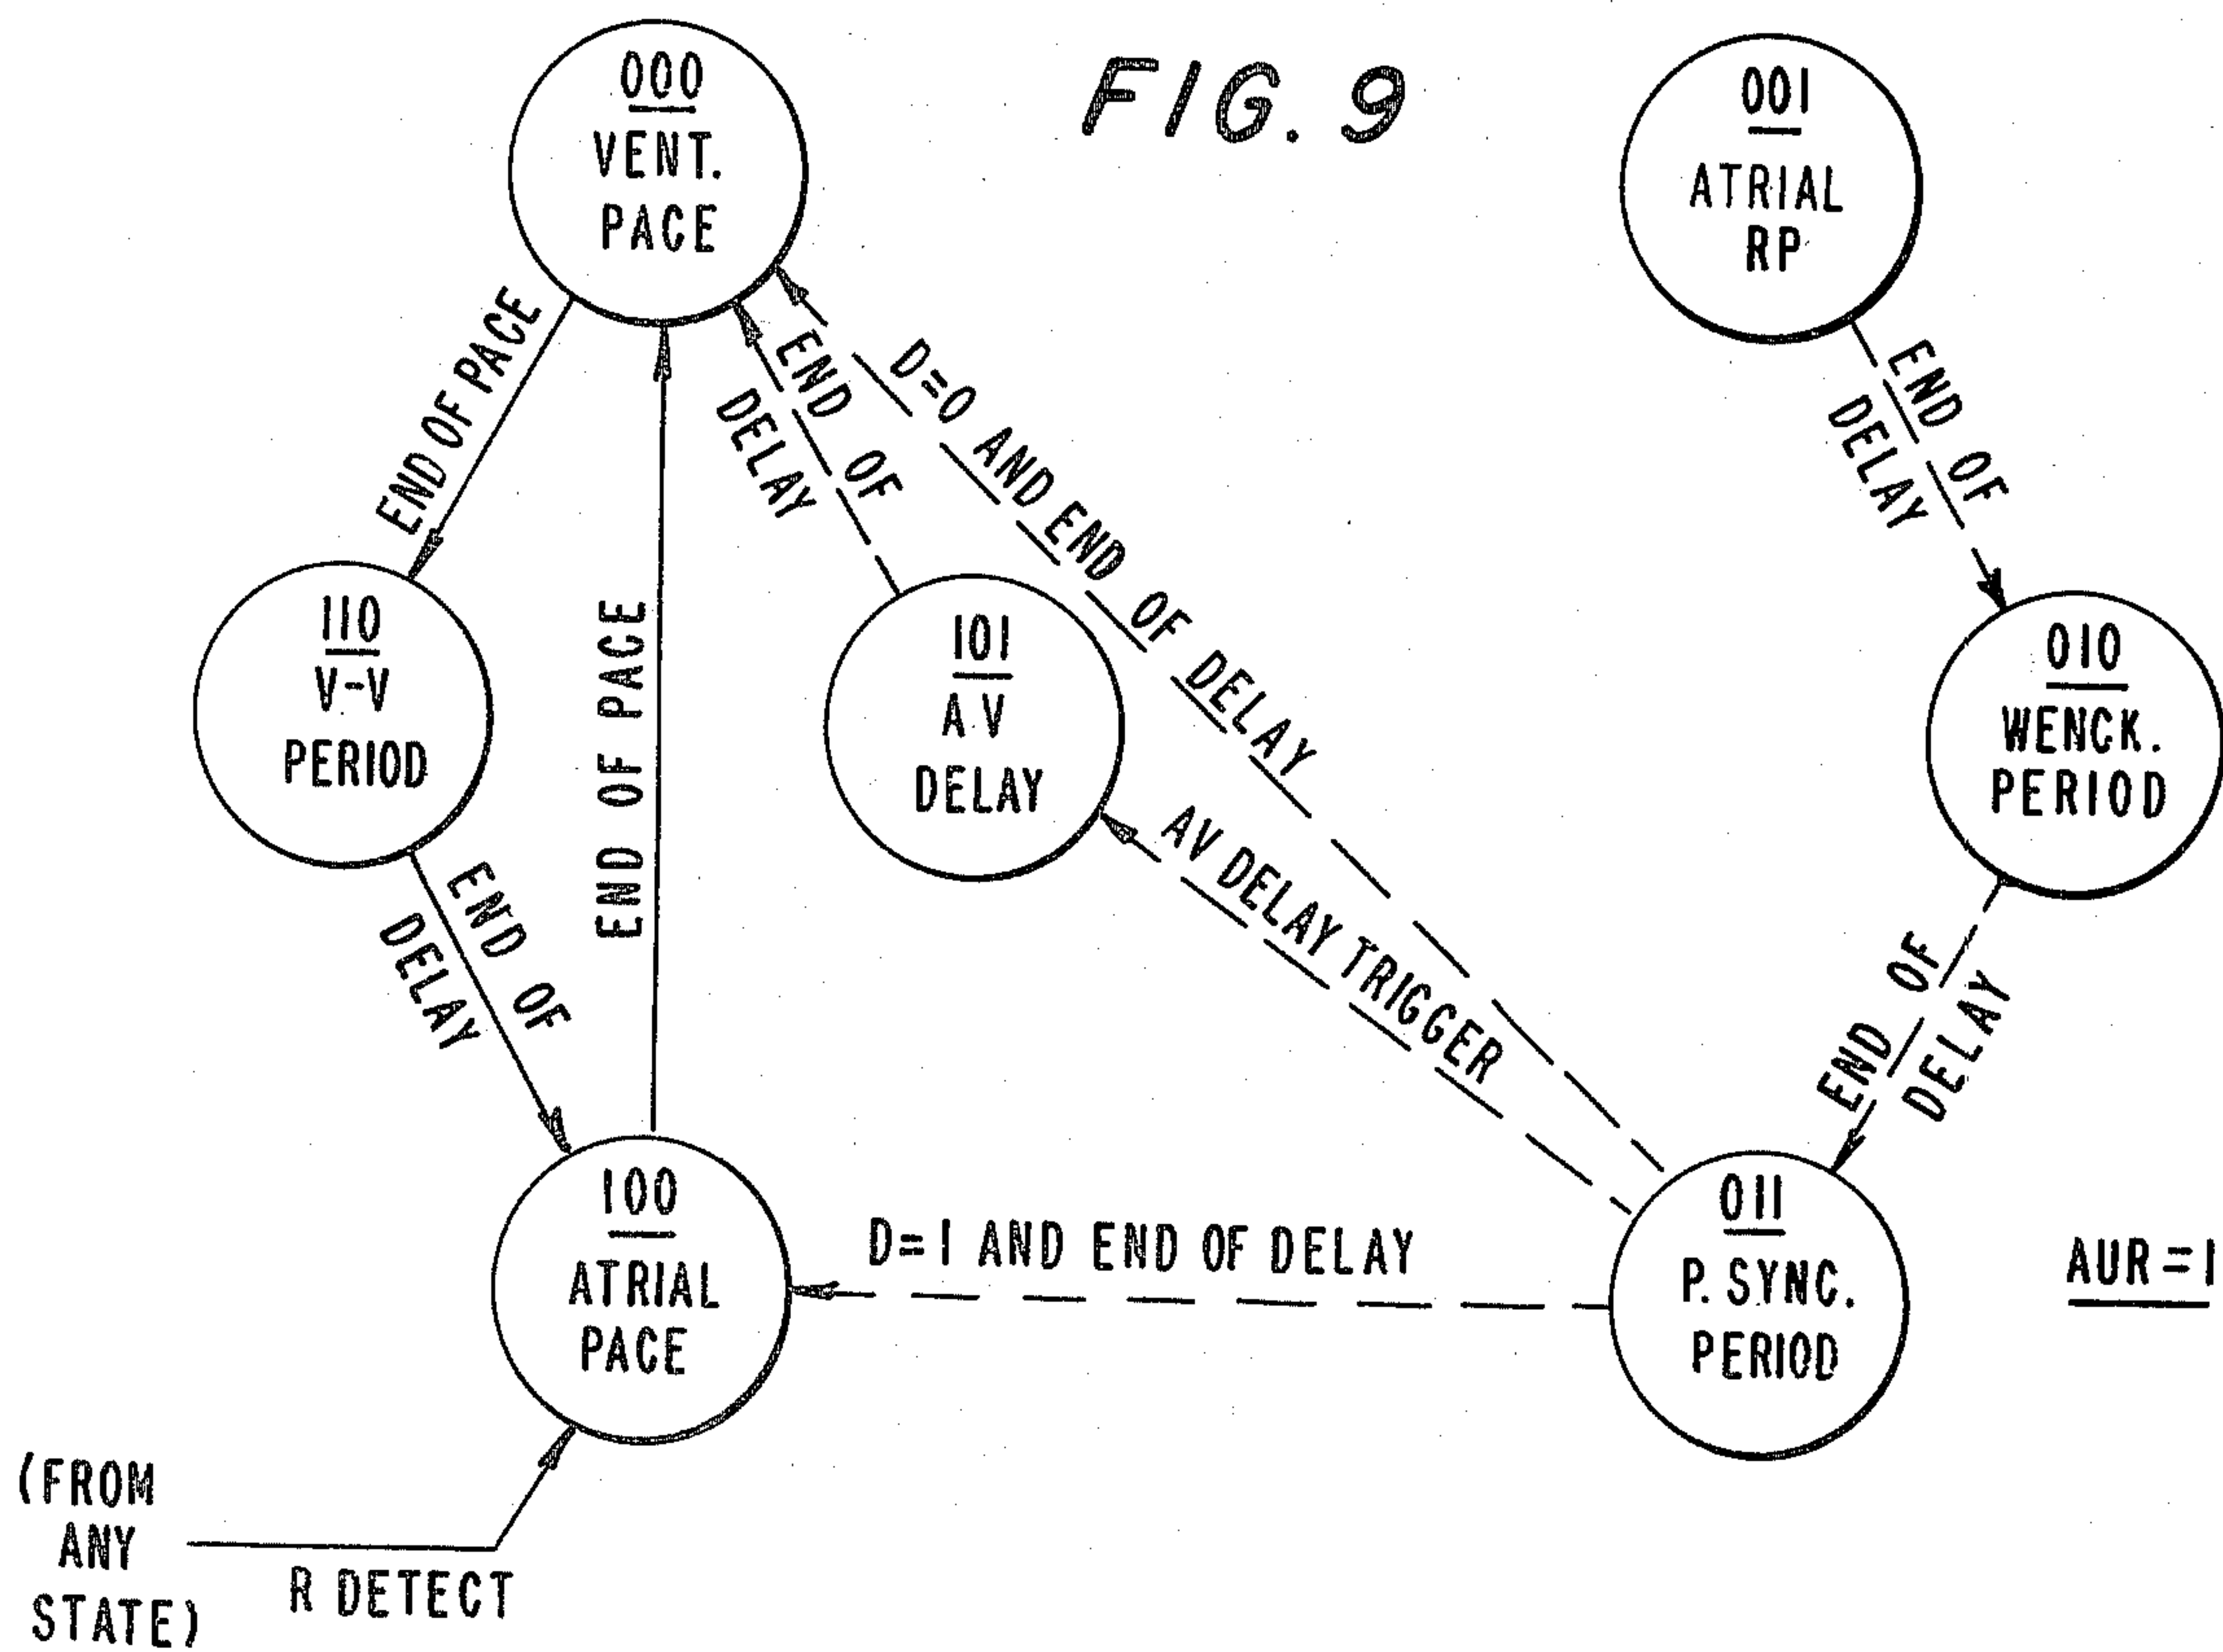 FIG. 9
000
VENT.
PACE
001
ATRIAL
RP
END OF PACE
END OF
DELAY
D=0 AND END OF DELAY
END OF
DELAY
110
V-V
PERIOD
END OF PACE
101
AV
DELAY
010
WENCK.
PERIOD
AV DELAY TRIGGER
END OF
DELAY
END OF
DELAY
100
ATRIAL
PACE
D=1 AND END OF DELAY
011
P. SYNC.
PERIOD
AUR=1
(FROM
ANY
STATE)
R DETECT